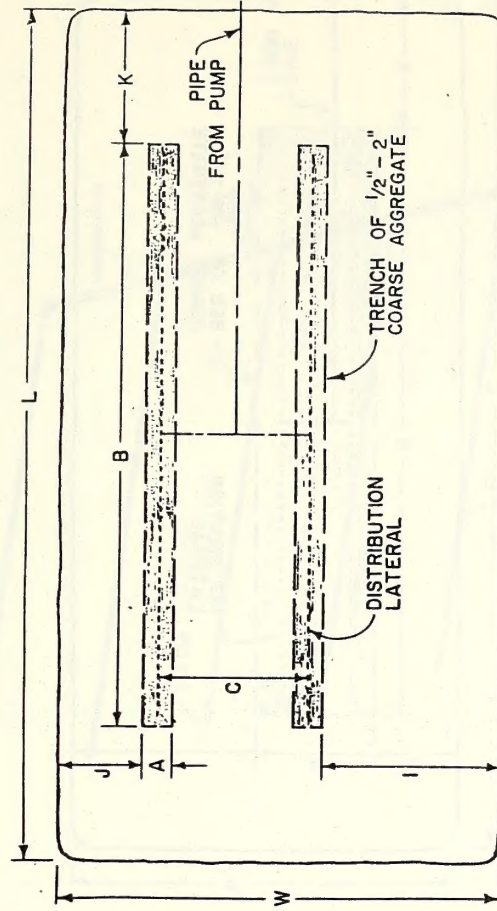 L
K
B
PIPE
FROM PUMP
C
J
A
TRENCH OF 1/2"-2"
COARSE AGGREGATE
DISTRIBUTION
LATERAL
I
W